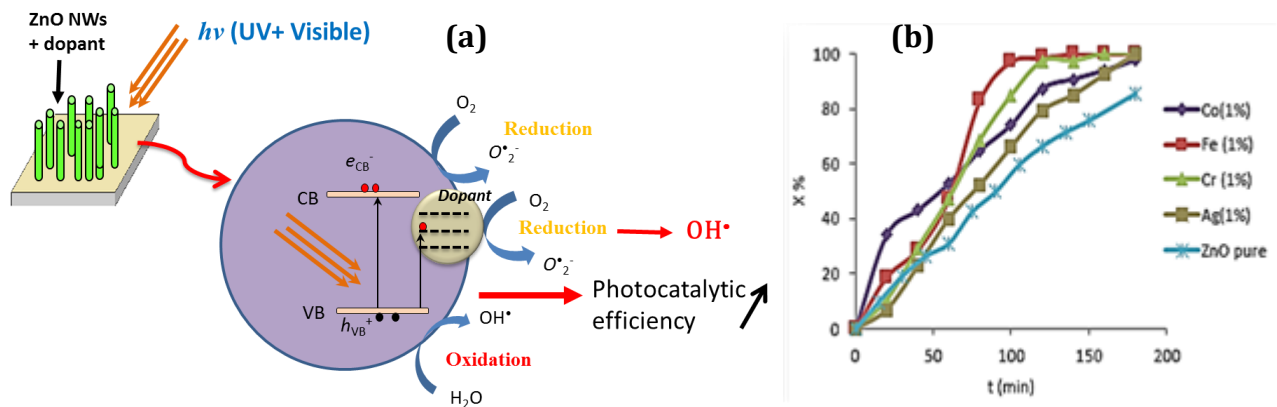 ZnO NWs
+ dopant
hν (UV+ Visible)
(a)
O₂
Reduction
O•₂⁻
e_CB⁻
CB
Dopant
O₂
Reduction
OH•
O•₂⁻
VB
h_VB⁺
OH•
Oxidation
H₂O
Photocatalytic
efficiency
(b)
X %
100
80
60
40
20
0
0
50
100
150
200
t (min)
Co(1%)
Fe (1%)
Cr (1%)
Ag(1%)
ZnO pure